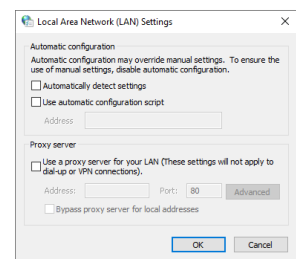 Local Area Network (LAN) Settings
Automatic configuration
Automatic configuration may override manual settings. To ensure the
use of manual settings, disable automatic configuration.
Automatically detect settings
Use automatic configuration script
Address
Proxy server
Use a proxy server for your LAN (These settings will not apply to
dial-up or VPN connections).
Address: Port: 80 Advanced
Bypass proxy server for local addresses
OK Cancel